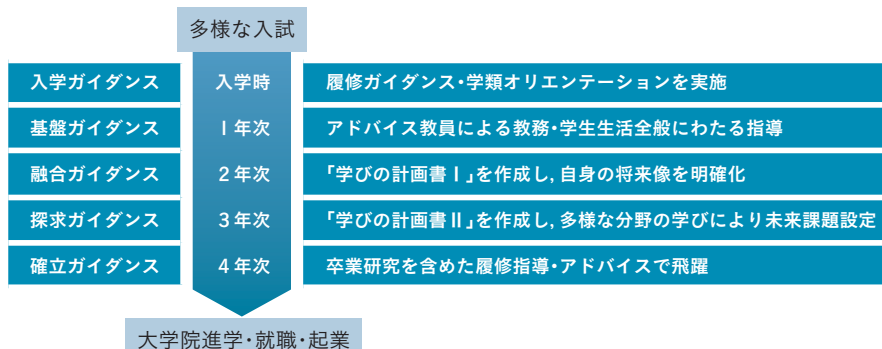 多様な入試
入学ガイダンス 入学時 履修ガイダンス・学類オリエンテーションを実施
基盤ガイダンス 1年次 アドバイス教員による教務・学生生活全般にわたる指導
融合ガイダンス 2年次 「学びの計画書Ⅰ」を作成し, 自身の将来像を明確化
探求ガイダンス 3年次 「学びの計画書Ⅱ」を作成し, 多様な分野の学びにより未来課題設定
確立ガイダンス 4年次 卒業研究を含めた履修指導・アドバイスで飛躍
大学院進学・就職・起業